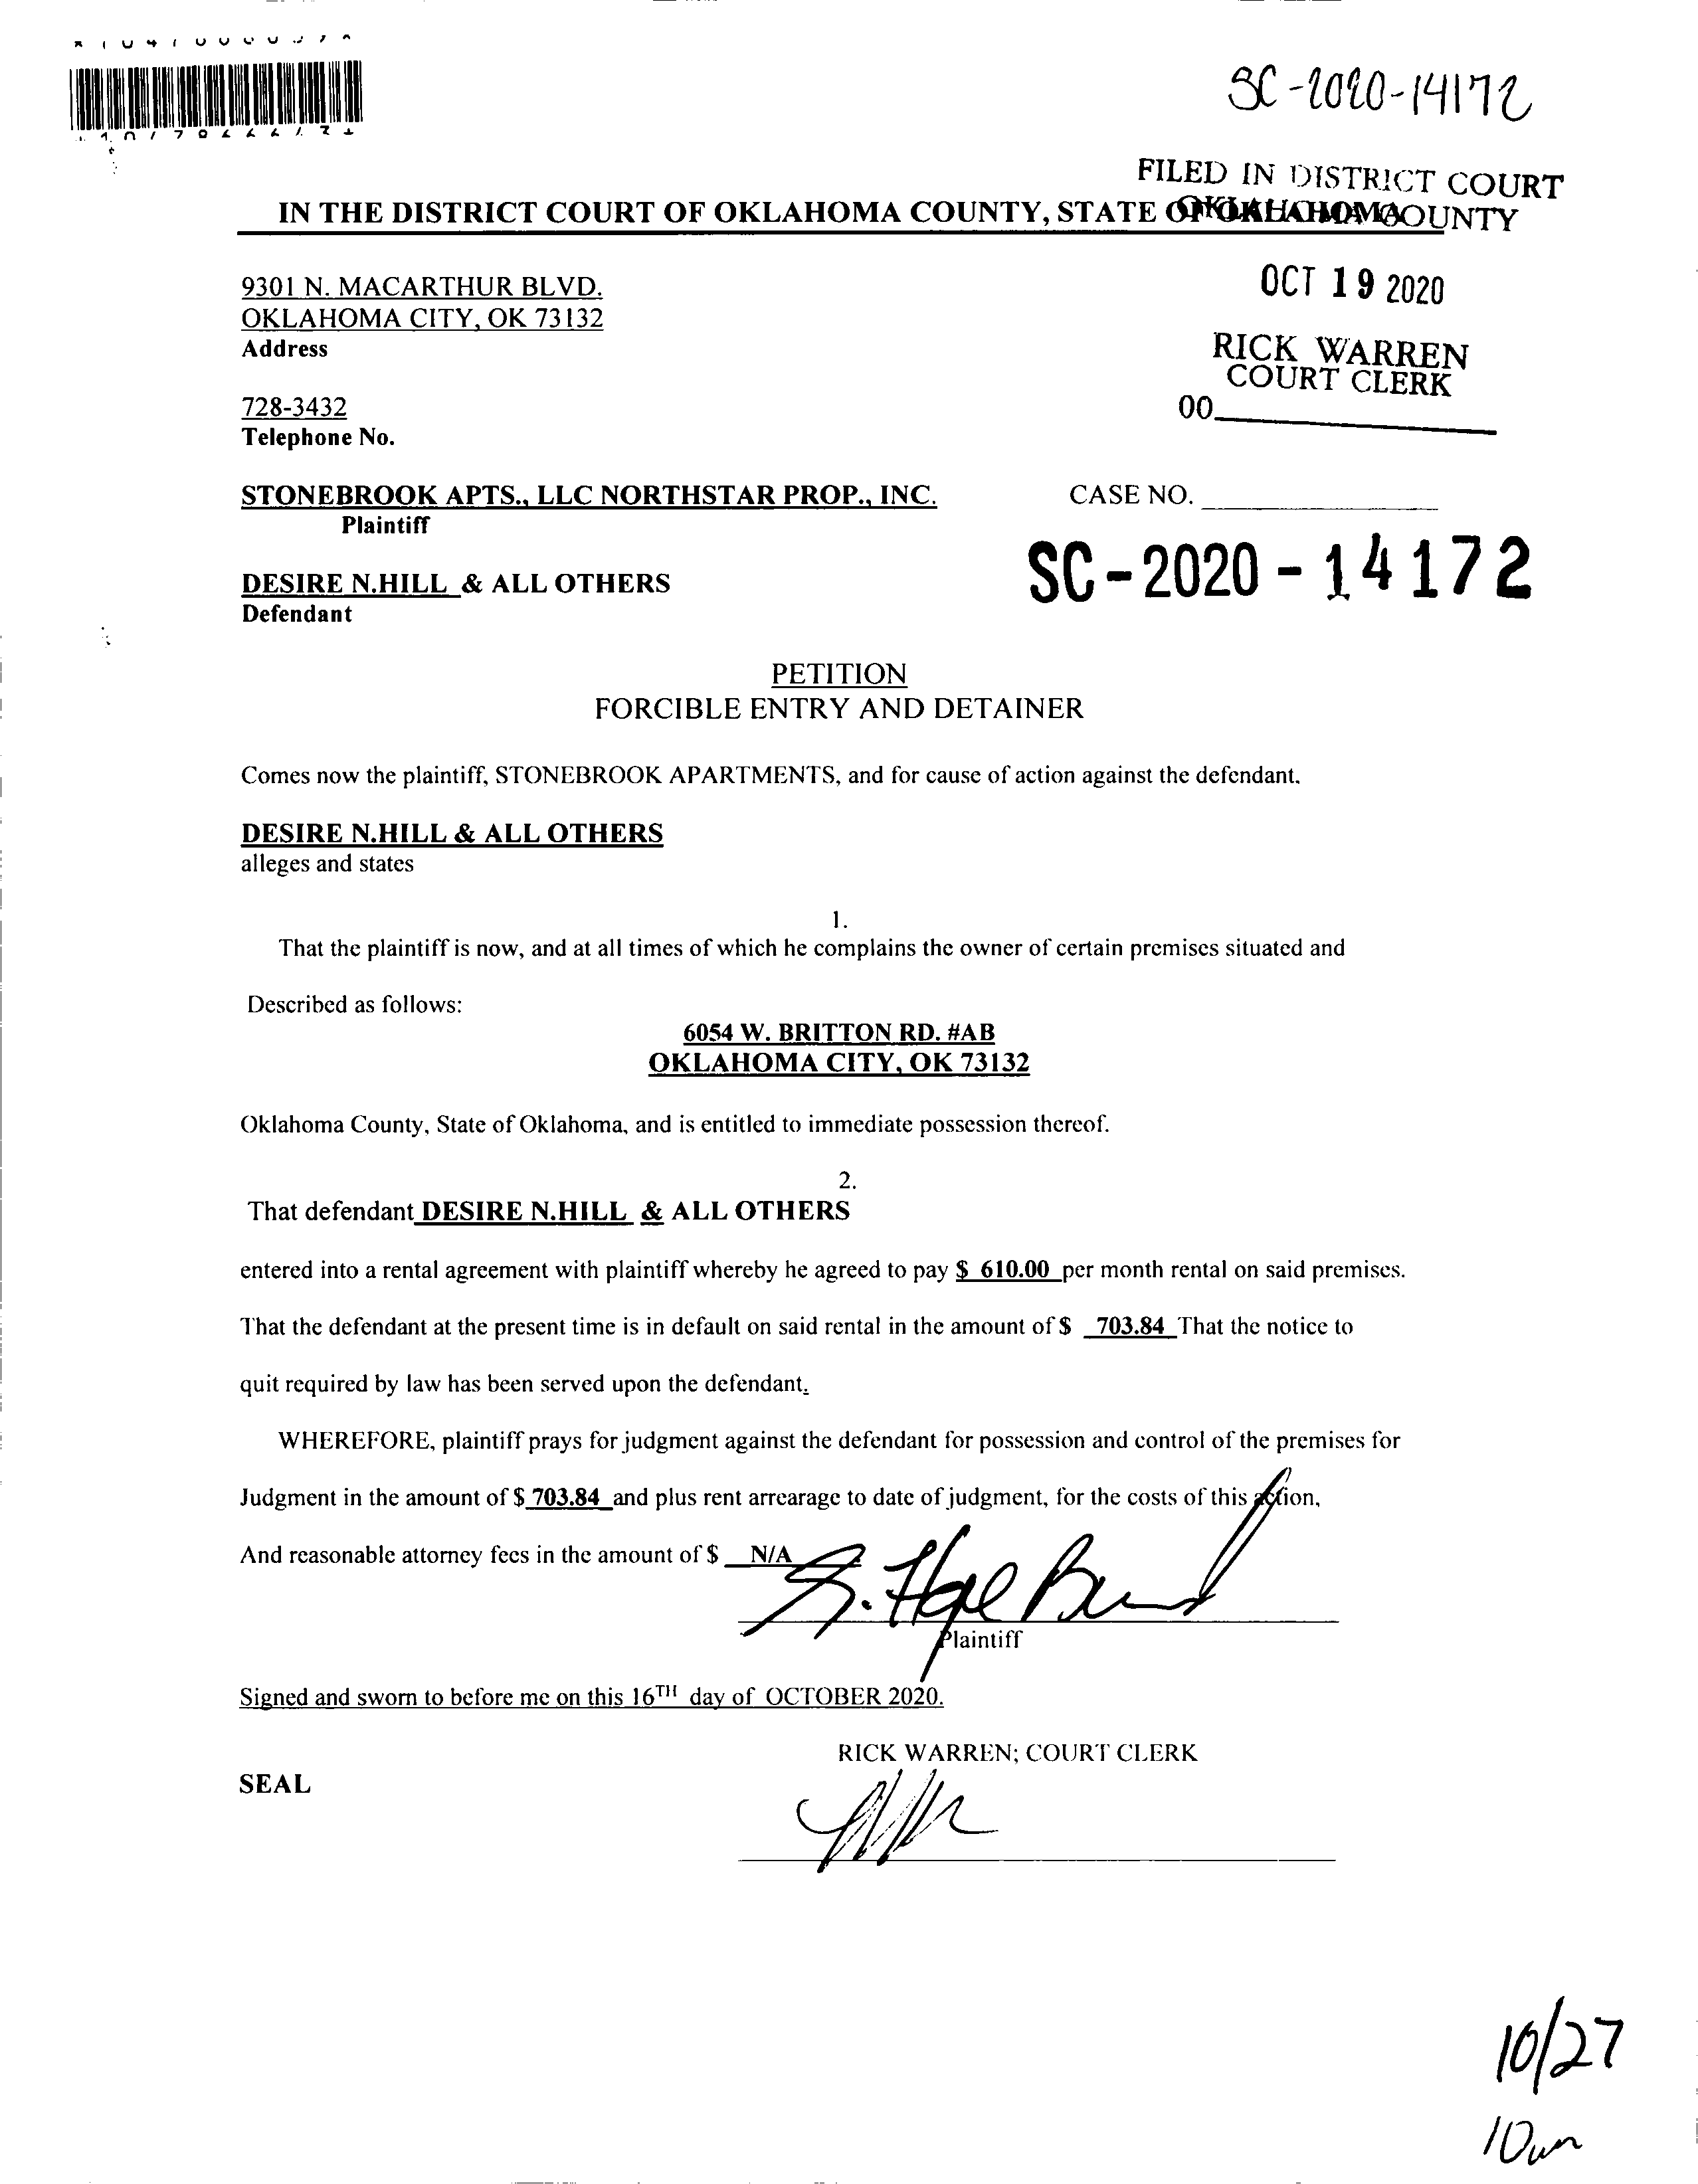 SC-2020-14172
FILED IN DISTRICT COURT
OKLAHOMA COUNTY
IN THE DISTRICT COURT OF OKLAHOMA COUNTY, STATE OF OKLAHOMA
9301 N. MACARTHUR BLVD.
OKLAHOMA CITY, OK 73132
Address
OCT 19 2020
RICK WARREN
COURT CLERK
00
728-3432
Telephone No.
STONEBROOK APTS., LLC NORTHSTAR PROP., INC.
Plaintiff
CASE NO.
SC-2020-14172
DESIRE N.HILL & ALL OTHERS
Defendant
PETITION
FORCIBLE ENTRY AND DETAINER
Comes now the plaintiff, STONEBROOK APARTMENTS, and for cause of action against the defendant.
DESIRE N.HILL & ALL OTHERS
alleges and states
1.
That the plaintiff is now, and at all times of which he complains the owner of certain premises situated and
Described as follows:
6054 W. BRITTON RD. #AB
OKLAHOMA CITY, OK 73132
Oklahoma County, State of Oklahoma, and is entitled to immediate possession thereof.
2.
That defendant DESIRE N.HILL & ALL OTHERS
entered into a rental agreement with plaintiff whereby he agreed to pay $ 610.00 per month rental on said premises.
That the defendant at the present time is in default on said rental in the amount of $ 703.84 That the notice to
quit required by law has been served upon the defendant.
WHEREFORE, plaintiff prays for judgment against the defendant for possession and control of the premises for
Judgment in the amount of $ 703.84 and plus rent arrearage to date of judgment, for the costs of this action,
And reasonable attorney fees in the amount of $ N/A
Plaintiff
Signed and sworn to before me on this 16TH day of OCTOBER 2020.
RICK WARREN; COURT CLERK
SEAL
10/27